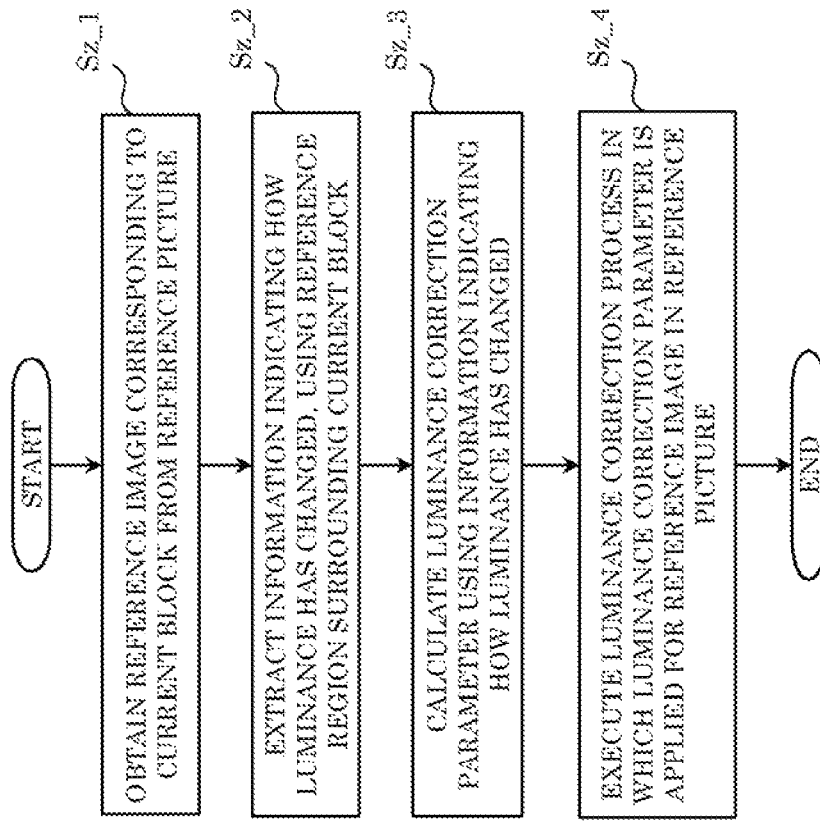 START
OBTAIN REFERENCE IMAGE CORRESPONDING TO
CURRENT BLOCK FROM REFERENCE PICTURE
Sz_1
EXTRACT INFORMATION INDICATING HOW
LUMINANCE HAS CHANGED, USING REFERENCE
REGION SURROUNDING CURRENT BLOCK
Sz_2
CALCULATE LUMINANCE CORRECTION
PARAMETER USING INFORMATION INDICATING
HOW LUMINANCE HAS CHANGED
Sz_3
EXECUTE LUMINANCE CORRECTION PROCESS IN
WHICH LUMINANCE CORRECTION PARAMETER IS
APPLIED FOR REFERENCE IMAGE IN REFERENCE
PICTURE
Sz_4
END